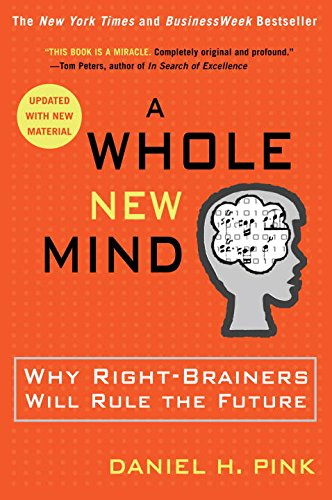 The New York Times and BusinessWeek Bestseller
"THIS BOOK IS A MIRACLE. Completely original and profound."
—Tom Peters, author of In Search of Excellence
UPDATED
WITH NEW
MATERIAL
A
WHOLE
NEW
MIND
WHY RIGHT-BRAINERS
WILL RULE THE FUTURE
DANIEL H. PINK